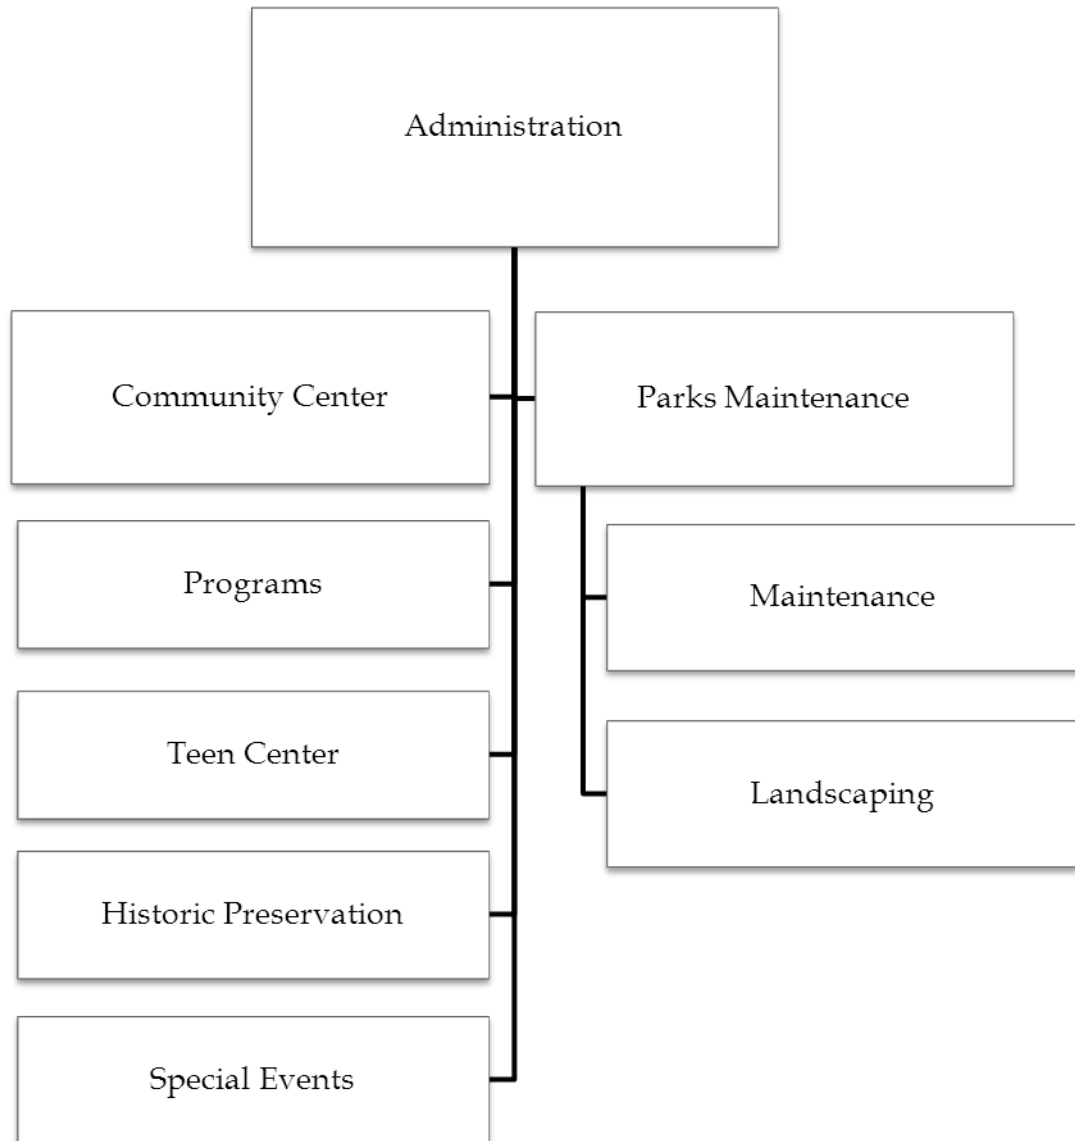 Administration
Community Center
Parks Maintenance
Programs
Maintenance
Teen Center
Landscaping
Historic Preservation
Special Events